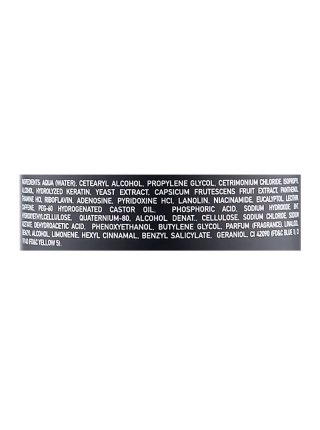 INGREDIENTS: AQUA (WATER), CETEARYL ALCOHOL, PROPYLENE GLYCOL, CETRIMONIUM CHLORIDE, ISOPROPYL
ALCOHOL, HYDROLYZED KERATIN, YEAST EXTRACT, CAPSICUM FRUTESCENS FRUIT EXTRACT, PANTHENOL,
THIAMINE HCl, RIBOFLAVIN, ADENOSINE, PYRIDOXINE HCl, LANOLIN, NIACINAMIDE, EUCALYPTOL, LECITHIN,
CAFFEINE, PEG-60 HYDROGENATED CASTOR OIL, PHOSPHORIC ACID, SODIUM HYDROXIDE,
HYDROXYETHYLCELLULOSE, QUATERNIUM-80, ALCOHOL DENAT., CELLULOSE, SODIUM CHLORIDE, SODIUM
ACETATE, DEHYDROACETIC ACID, PHENOXYETHANOL, BUTYLENE GLYCOL, PARFUM (FRAGRANCE), LINALOOL,
BENZYL ALCOHOL, LIMONENE, HEXYL CINNAMAL, BENZYL SALICYLATE, GERANIOL, CI 42090 (FD&C BLUE 1), CI
(FD&C YELLOW 5).